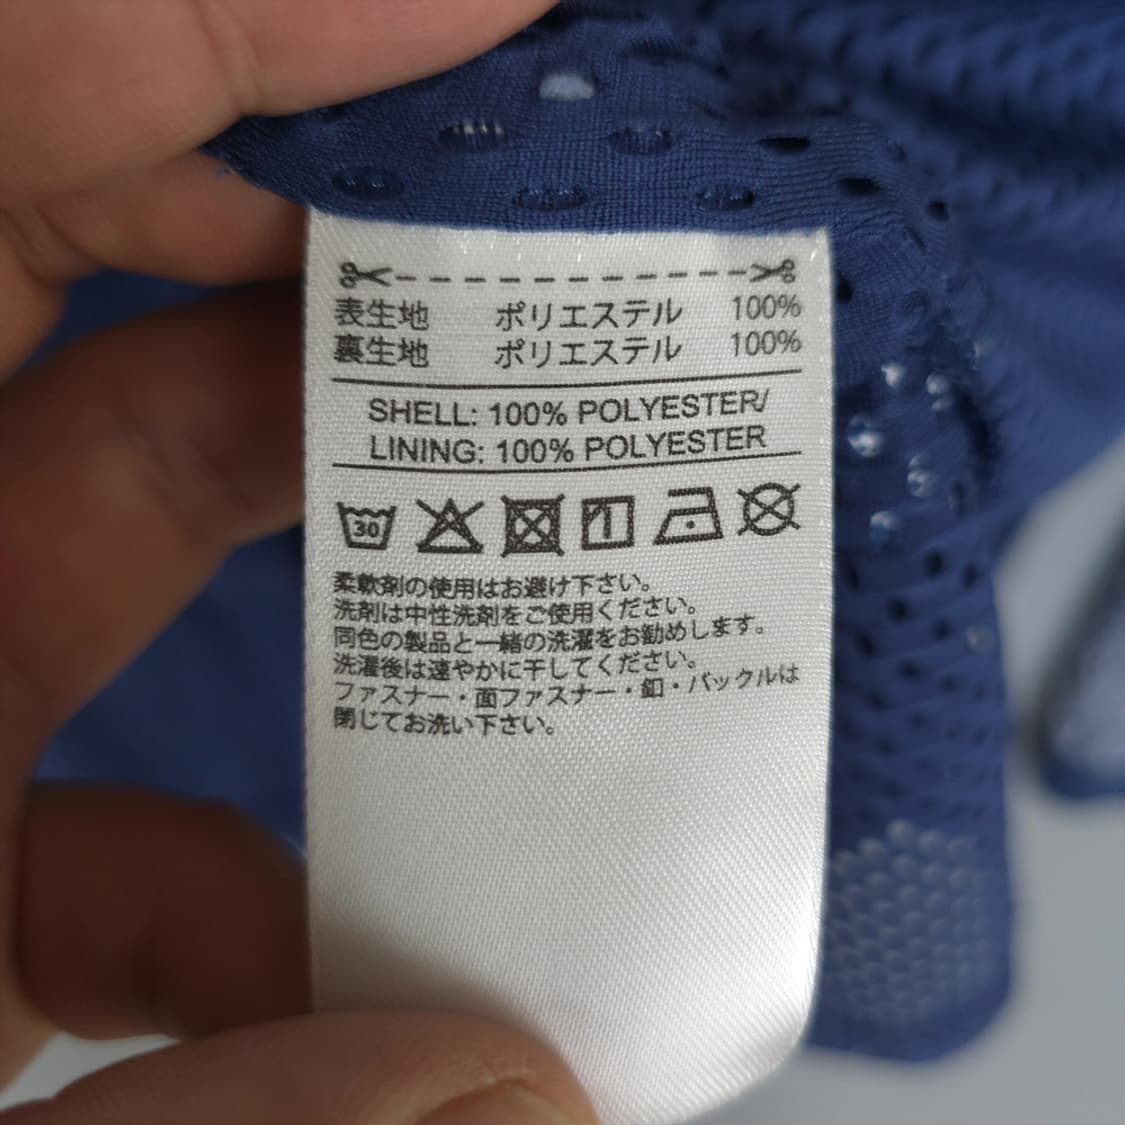 表生地 ポリエステル 100%
裏生地 ポリエステル 100%
SHELL: 100% POLYESTER/
LINING: 100% POLYESTER
30
柔軟剤の使用はお避け下さい。
洗剤は中性洗剤をご使用ください。
同色の製品と一緒の洗濯をお勧めします。
洗濯後は速やかに干してください。
ファスナー・面ファスナー・釦・バックルは
閉じてお洗い下さい。